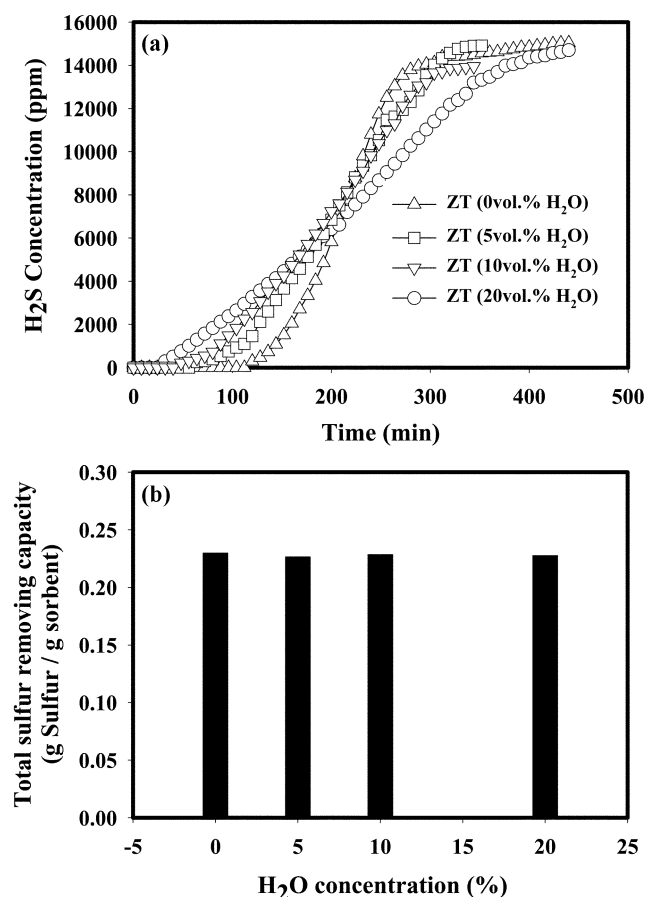 (a)
16000
14000
12000
10000
8000
6000
4000
2000
0
H2S Concentration (ppm)
ZT (0vol.% H2O)
ZT (5vol.% H2O)
ZT (10vol.% H2O)
ZT (20vol.% H2O)
0 100 200 300 400 500
Time (min)
(b)
0.30
0.25
0.20
0.15
0.10
0.05
0.00
Total sulfur removing capacity
(g Sulfur / g sorbent)
-5 0 5 10 15 20 25
H2O concentration (%)